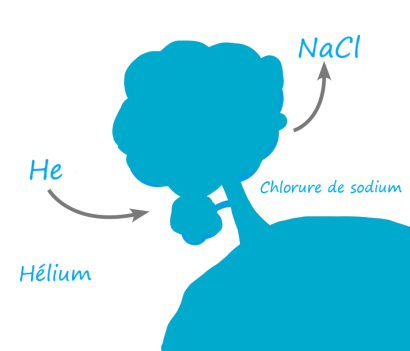 NaCl
Chlorure de sodium
He
Hélium